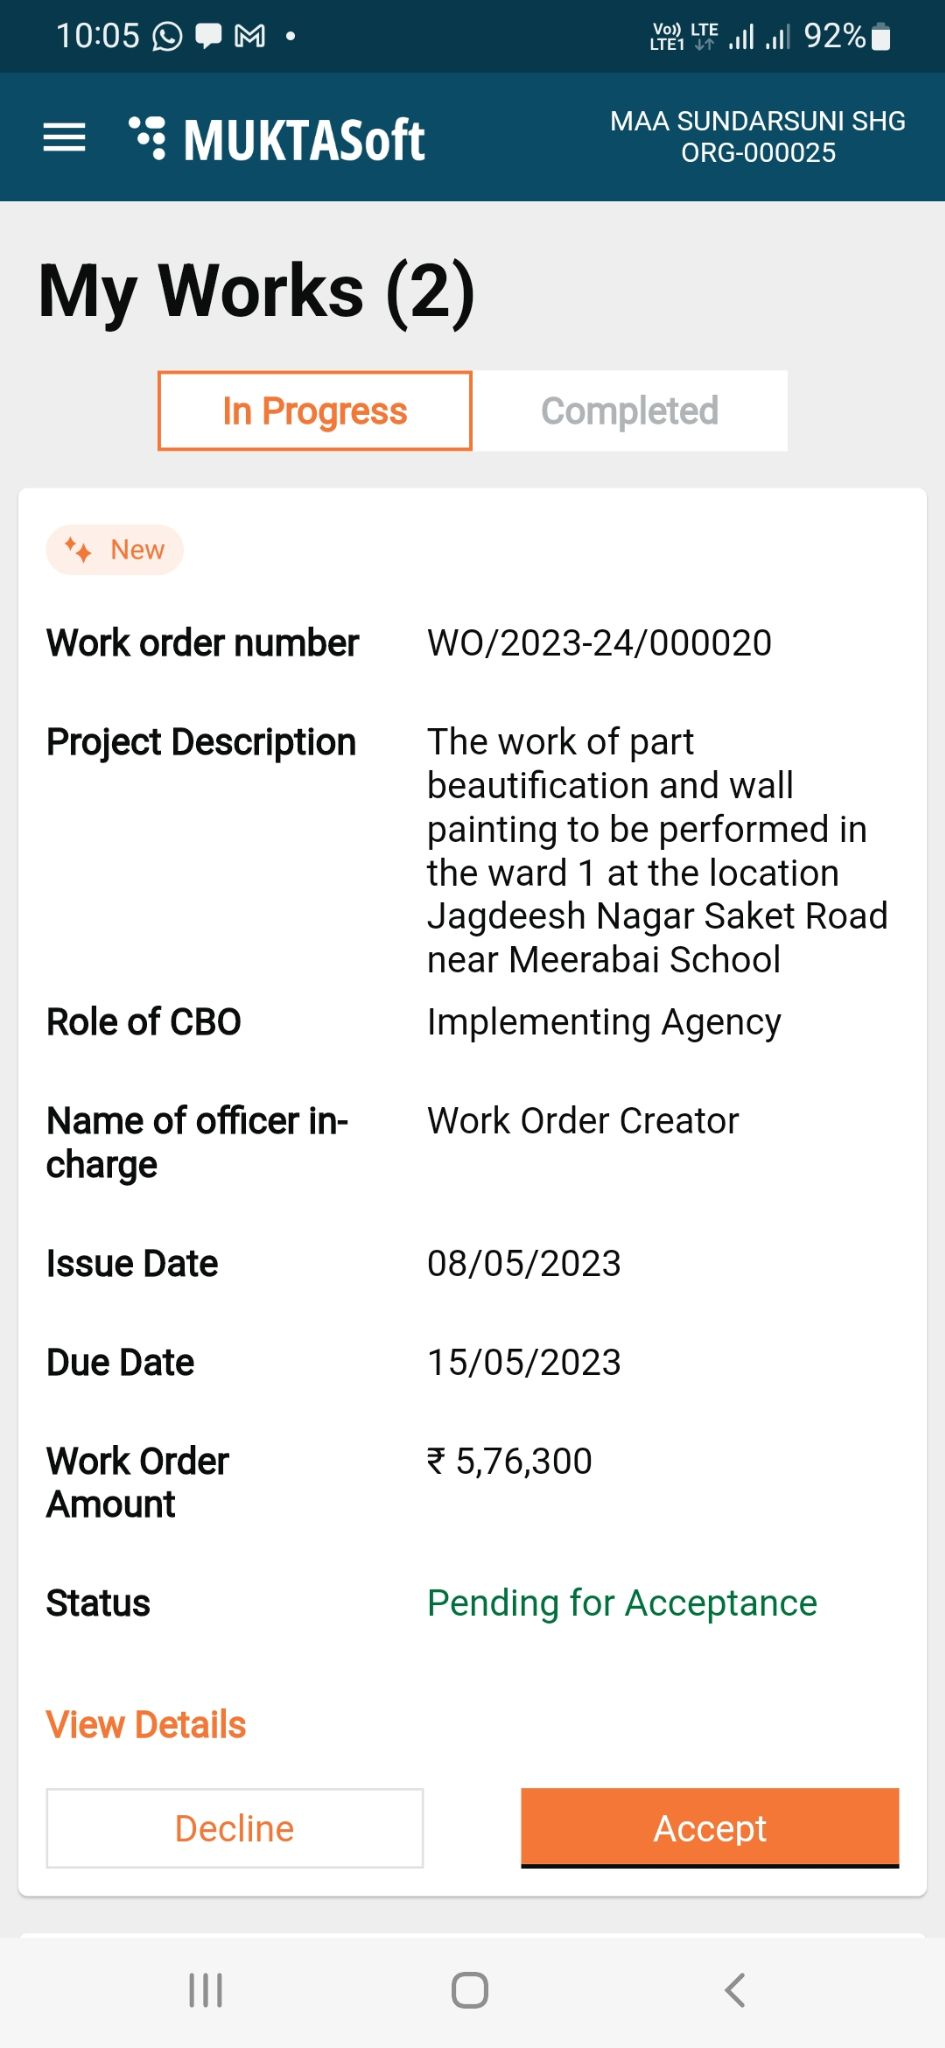 10:05
Vo)) LTE
LTE1
92%
MUKTASoft
MAA SUNDARSUNI SHG
ORG-000025
My Works (2)
In Progress
Completed
New
Work order number
WO/2023-24/000020
Project Description
The work of part
beautification and wall
painting to be performed in
the ward 1 at the location
Jagdeesh Nagar Saket Road
near Meerabai School
Role of CBO
Implementing Agency
Name of officer in-
charge
Work Order Creator
Issue Date
08/05/2023
Due Date
15/05/2023
Work Order
Amount
₹ 5,76,300
Status
Pending for Acceptance
View Details
Decline
Accept